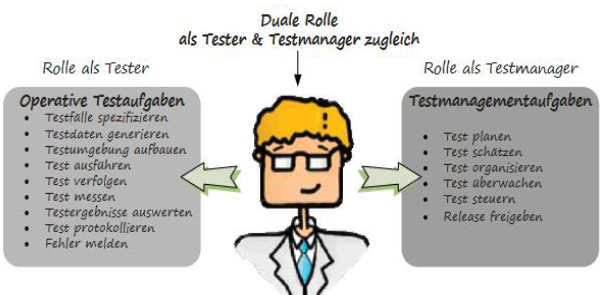 Duale Rolle
als Tester & Testmanager zugleich
Rolle als Tester
Operative Testaufgaben
• Testfälle spezifizieren
• Testdaten generieren
• Testumgebung aufbauen
• Test ausführen
• Test verfolgen
• Test messen
• Testergebnisse auswerten
• Test protokollieren
• Fehler melden
Rolle als Testmanager
Testmanagementaufgaben
• Test planen
• Test schätzen
• Test organisieren
• Test überwachen
• Test steuern
• Release freigeben